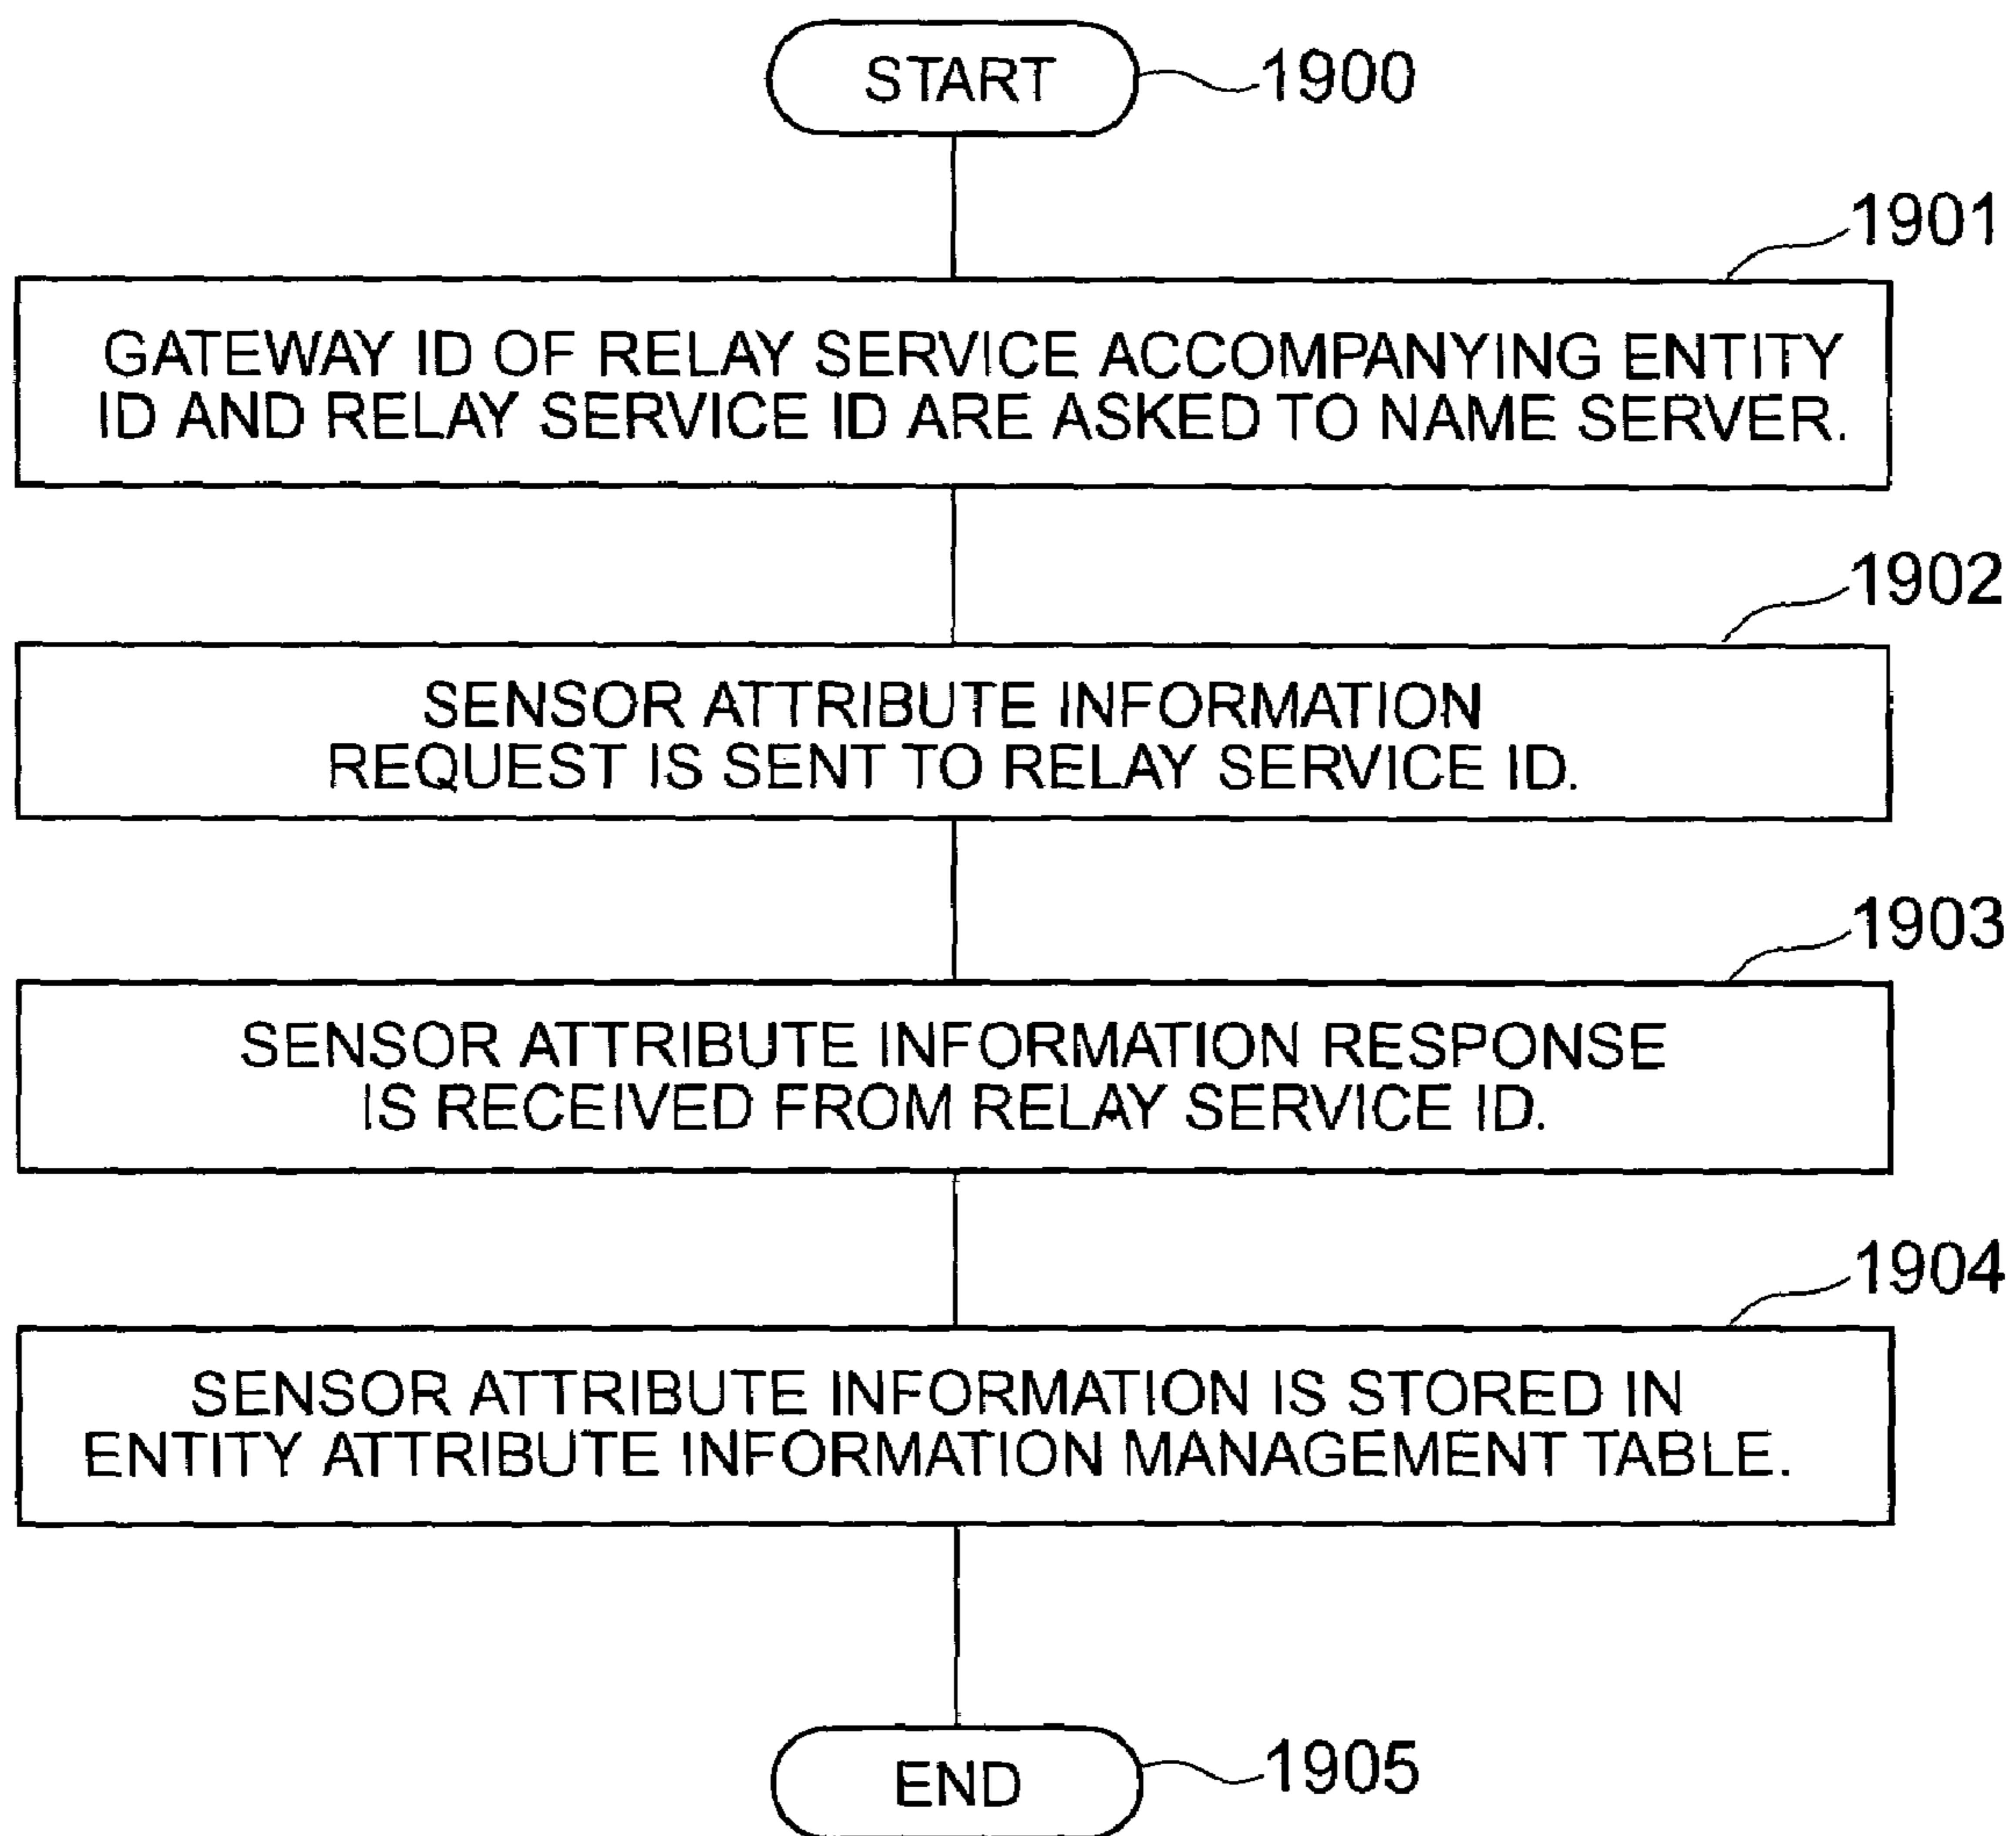 START
1900
1901
GATEWAY ID OF RELAY SERVICE ACCOMPANYING ENTITY
ID AND RELAY SERVICE ID ARE ASKED TO NAME SERVER.
1902
SENSOR ATTRIBUTE INFORMATION
REQUEST IS SENT TO RELAY SERVICE ID.
1903
SENSOR ATTRIBUTE INFORMATION RESPONSE
IS RECEIVED FROM RELAY SERVICE ID.
1904
SENSOR ATTRIBUTE INFORMATION IS STORED IN
ENTITY ATTRIBUTE INFORMATION MANAGEMENT TABLE.
END
1905